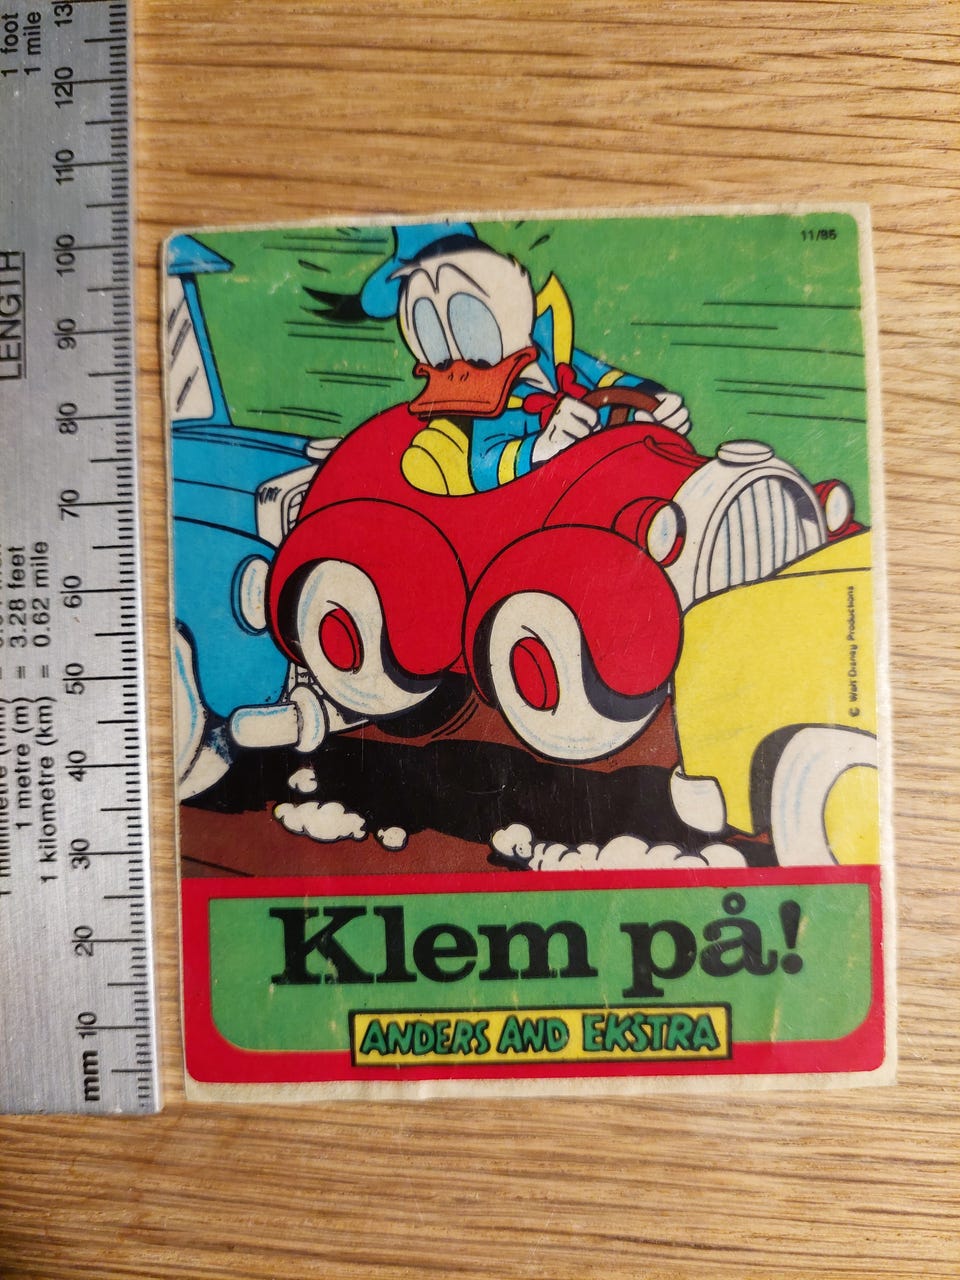 11/86
© Walt Disney Productions
Klem på!
ANDERS AND EKSTRA
1 foot
1 mile
LENGTH
= 3.28 feet
1 metre (m) =
1 kilometre (km) = 0.62 mile
mm 10 20 30 40 50 60 70 80 90 100 110 120